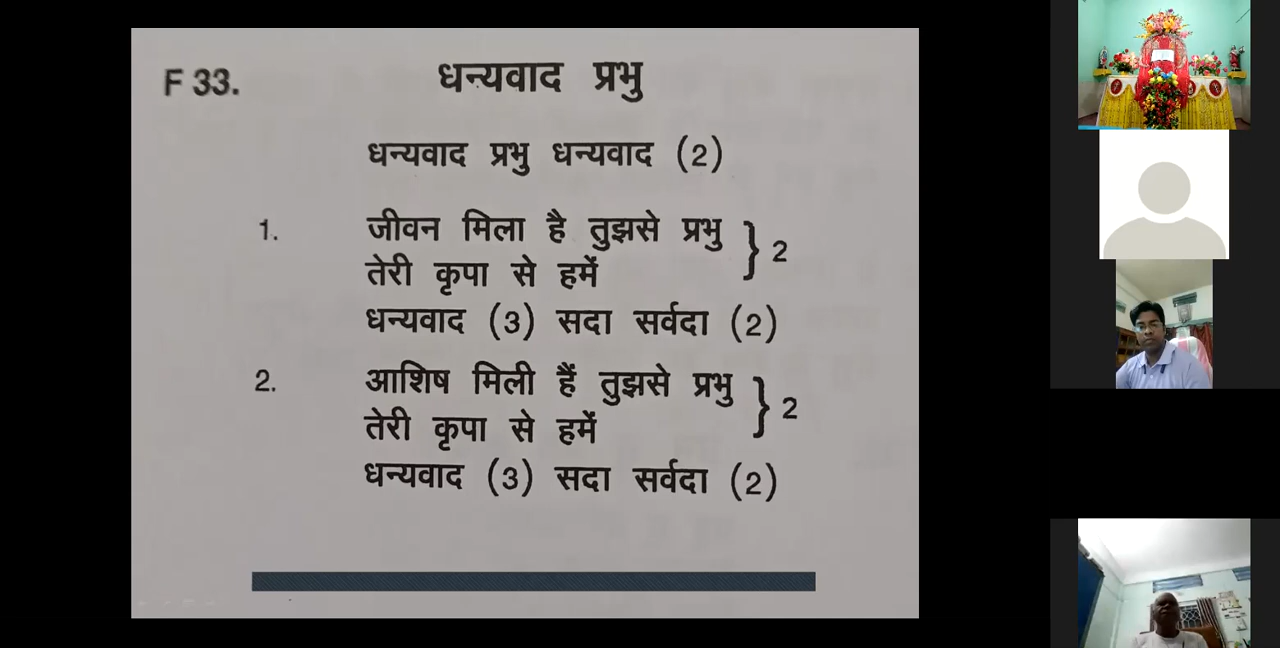 F 33. धन्यवाद प्रभु
धन्यवाद प्रभु धन्यवाद (2)
1. जीवन मिला है तुझसे प्रभु } 2
तेरी कृपा से हमें
धन्यवाद (3) सदा सर्वदा (2)
2. आशिष मिली हैं तुझसे प्रभु } 2
तेरी कृपा से हमें
धन्यवाद (3) सदा सर्वदा (2)